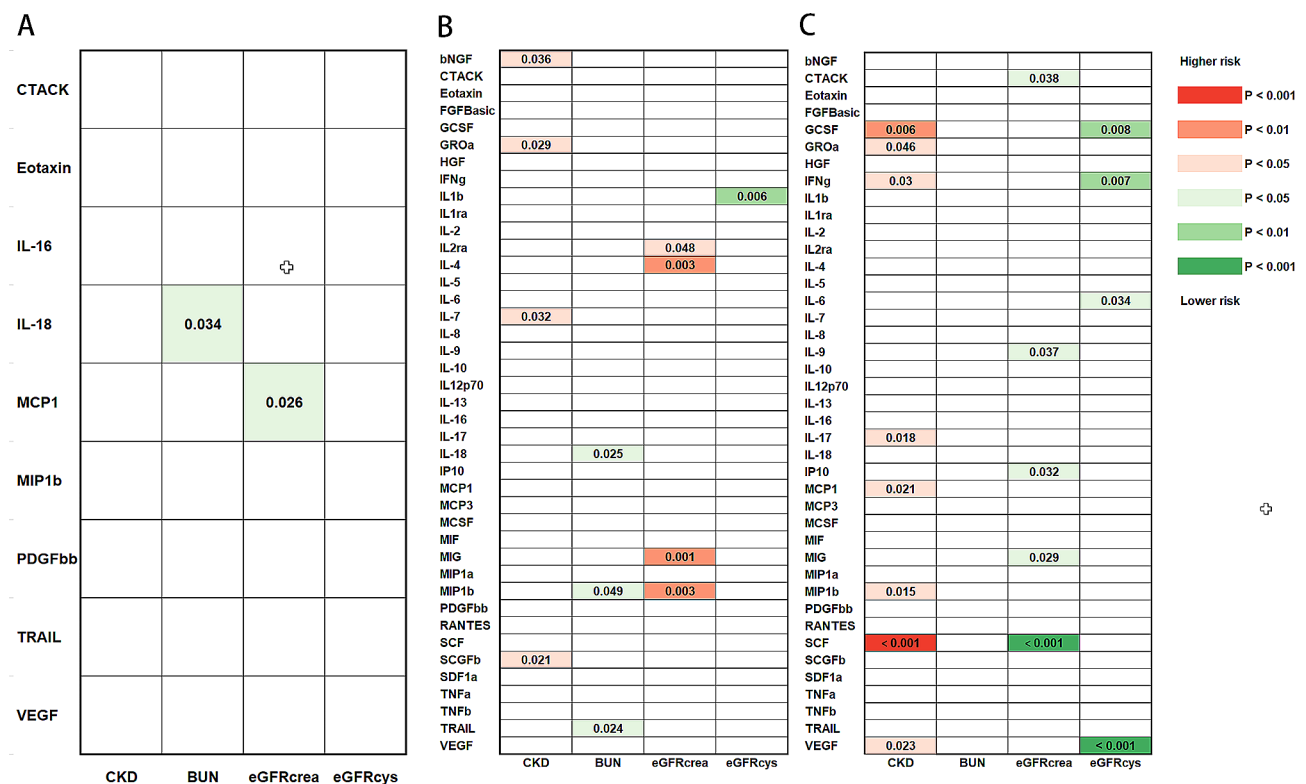 A
CTACK
Eotaxin
IL-16
IL-18 0.034
MCP1 0.026
MIP1b
PDGFbb
TRAIL
VEGF
CKD BUN eGFRcrea eGFRcys
B
bNGF 0.036
CTACK
Eotaxin
FGFBasic
GCSF
GROa 0.029
HGF
IFNg
IL1b 0.006
IL1ra
IL-2
IL2ra 0.048
IL-4 0.003
IL-5
IL-6
IL-7 0.032
IL-8
IL-9
IL-10
IL12p70
IL-13
IL-16
IL-17
IL-18 0.025
IP10
MCP1
MCP3
MCSF
MIF
MIG 0.001
MIP1a
MIP1b 0.049 0.003
PDGFbb
RANTES
SCF
SCGFb 0.021
SDF1a
TNFa
TNFb
TRAIL 0.024
VEGF
CKD BUN eGFRcrea eGFRcys
C
bNGF
CTACK 0.038
Eotaxin
FGFBasic
GCSF 0.006 0.008
GROa 0.046
HGF
IFNg 0.03 0.007
IL1b
IL1ra
IL-2
IL2ra
IL-4
IL-5
IL-6 0.034
IL-7
IL-8
IL-9 0.037
IL-10
IL12p70
IL-13
IL-16
IL-17 0.018
IL-18
IP10 0.032
MCP1 0.021
MCP3
MCSF
MIF
MIG 0.029
MIP1a
MIP1b 0.015
PDGFbb
RANTES
SCF < 0.001 < 0.001
SCGFb
SDF1a
TNFa
TNFb
TRAIL
VEGF 0.023 < 0.001
CKD BUN eGFRcrea eGFRcys
Higher risk
P < 0.001
P < 0.01
P < 0.05
P < 0.05
P < 0.01
P < 0.001
Lower risk